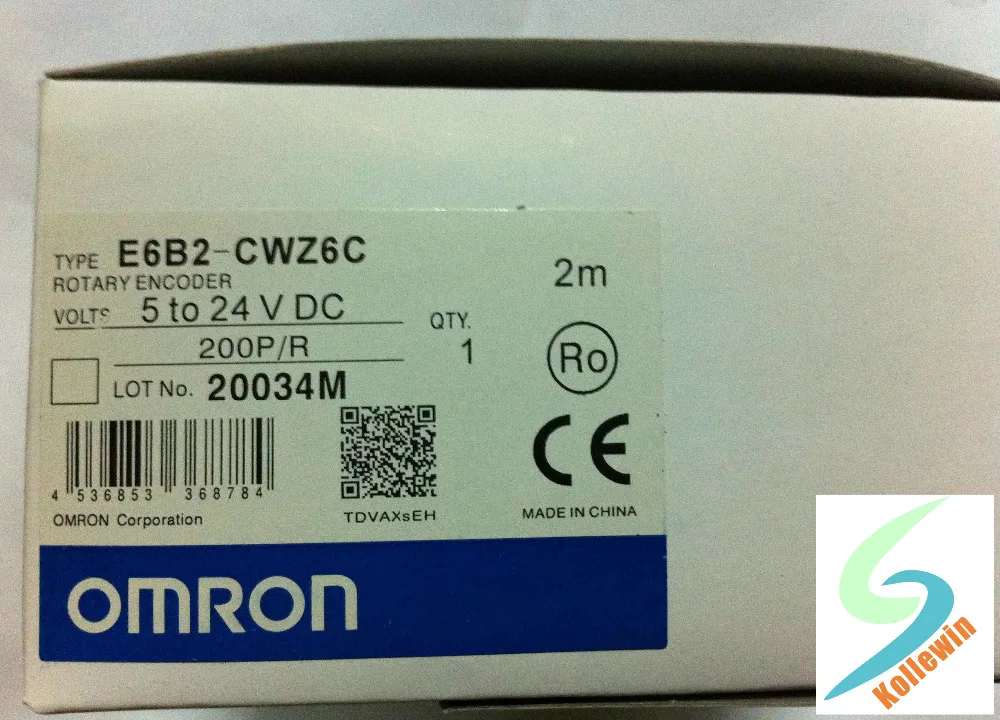 TYPE E6B2-CWZ6C
ROTARY ENCODER
VOLTS 5 to 24 V DC
200P/R
LOT No. 20034M
QTY.
1
2m
Ro
CE
4 536853 368784
OMRON Corporation
TDVAXsEH
MADE IN CHINA
OMRON
Kollewin